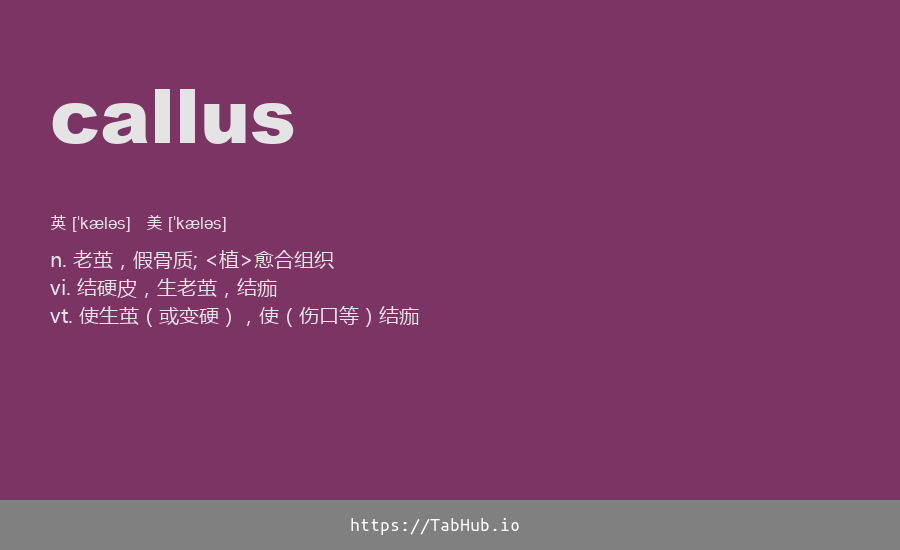 callus
英 ['kæləs] 美 ['kæləs]
n. 老茧，假骨质; <植>愈合组织
vi. 结硬皮，生老茧，结痂
vt. 使生茧（或变硬），使（伤口等）结痂
https://TabHub.io